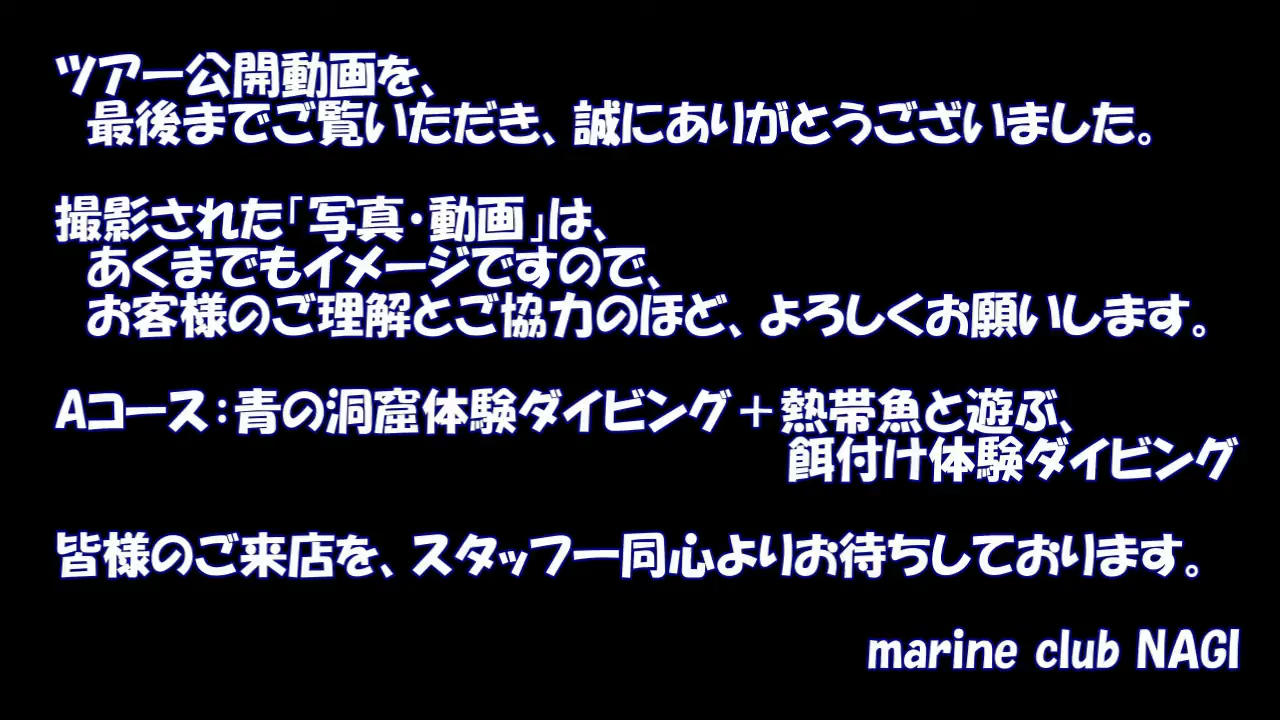 ツアー公開動画を、
最後までご覧いただき、誠にありがとうございました。
撮影された「写真・動画」は、
あくまでもイメージですので、
お客様のご理解とご協力のほど、よろしくお願いします。
Aコース：青の洞窟体験ダイビング＋熱帯魚と遊ぶ、
餌付け体験ダイビング
皆様のご来店を、スタッフ一同心よりお待ちしております。
marine club NAGI